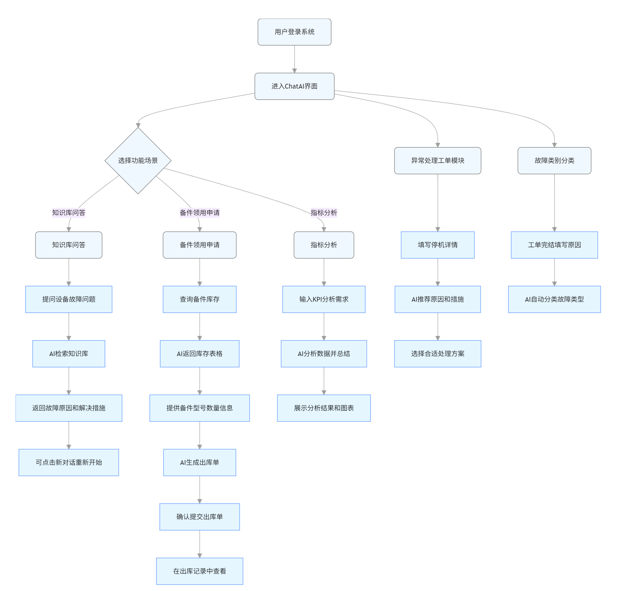 用户登录系统
进入ChatAI界面
选择功能场景
异常处理工单模块
故障类别分类
知识库问答
备件领用申请
指标分析
知识库问答
备件领用申请
指标分析
填写停机详情
工单完结填写原因
提问设备故障问题
查询备件库存
输入KPI分析需求
AI推荐原因和措施
AI自动分类故障类型
AI检索知识库
AI返回库存表格
AI分析数据并总结
选择合适处理方案
返回故障原因和解决措施
提供备件型号数量信息
展示分析结果和图表
可点击新对话重新开始
AI生成出库单
确认提交出库单
在出库记录中查看